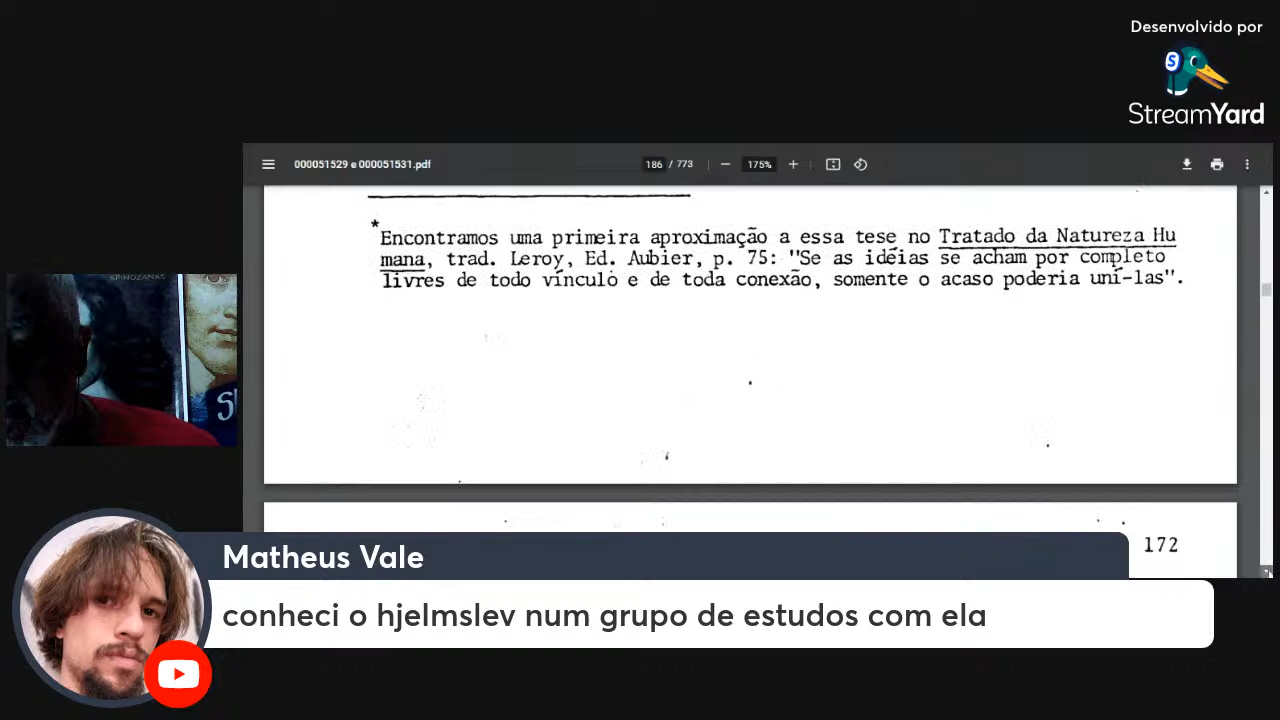 Desenvolvido por
StreamYard
000051529 e 000051531.pdf
186 / 773
175%
*Encontramos uma primeira aproximação a essa tese no Tratado da Natureza Hu
mana, trad. Leroy, Ed. Aubier, p. 75: "Se as idéias se acham por completo
livres de todo vínculo e de toda conexão, somente o acaso poderia uní-las".
SPINOZANAS
172
Matheus Vale
conheci o hjelmslev num grupo de estudos com ela